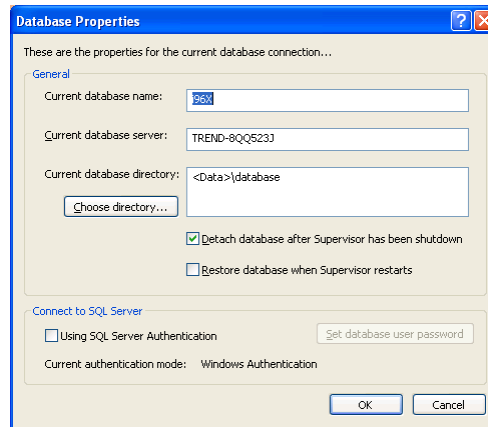 Database Properties
These are the properties for the current database connection...
General
Current database name: i96X
Current database server: TREND-8QQ523J
Current database directory: <Data>\database
Choose directory...
Detach database after Supervisor has been shutdown
Restore database when Supervisor restarts
Connect to SQL Server
Using SQL Server Authentication Set database user password
Current authentication mode: Windows Authentication
OK Cancel